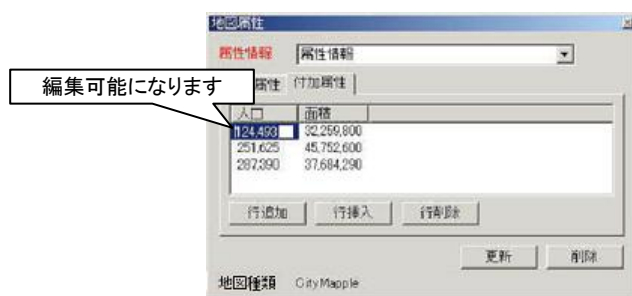 地図属性
属性情報 属性情報
編集可能になります
属性 付加属性
人口 面積
124,493 32,259,800
251,625 45,752,600
287,390 37,684,290
行追加 行挿入 行削除
更新 削除
地図種類 CityMapple